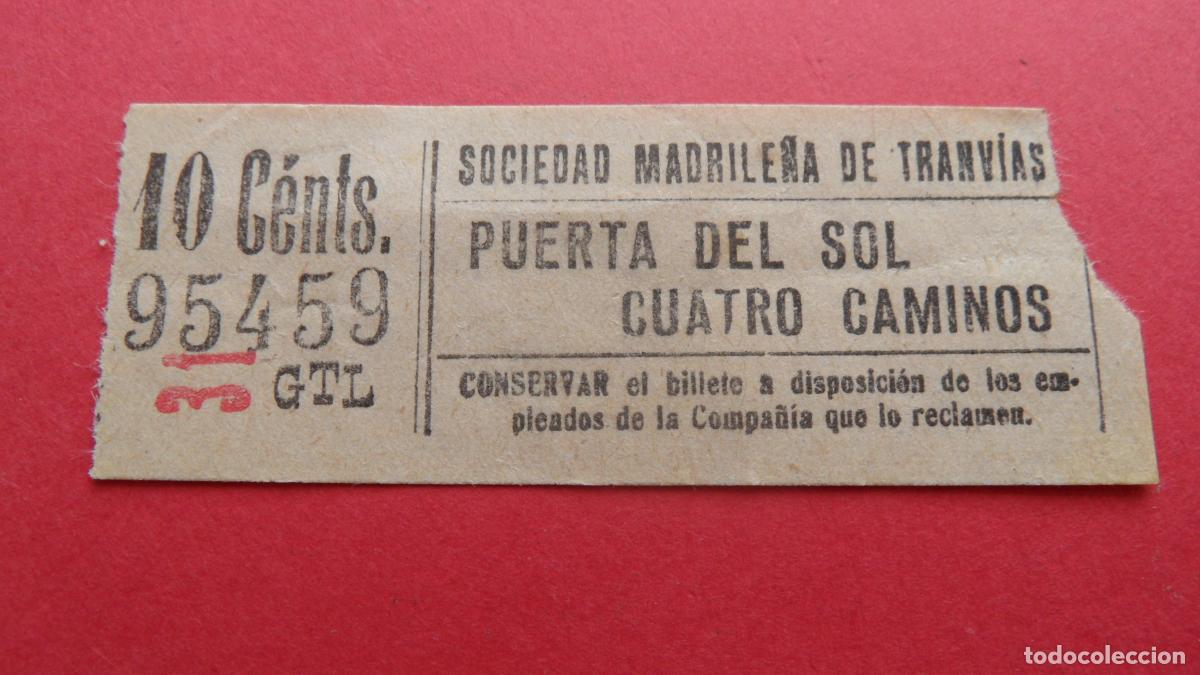 10 Cénts.
95459
31
GTL
SOCIEDAD MADRILEÑA DE TRANVÍAS
PUERTA DEL SOL
CUATRO CAMINOS
CONSERVAR el billete a disposición de los em-
pleados de la Compañía que lo reclamen.
todocoleccion